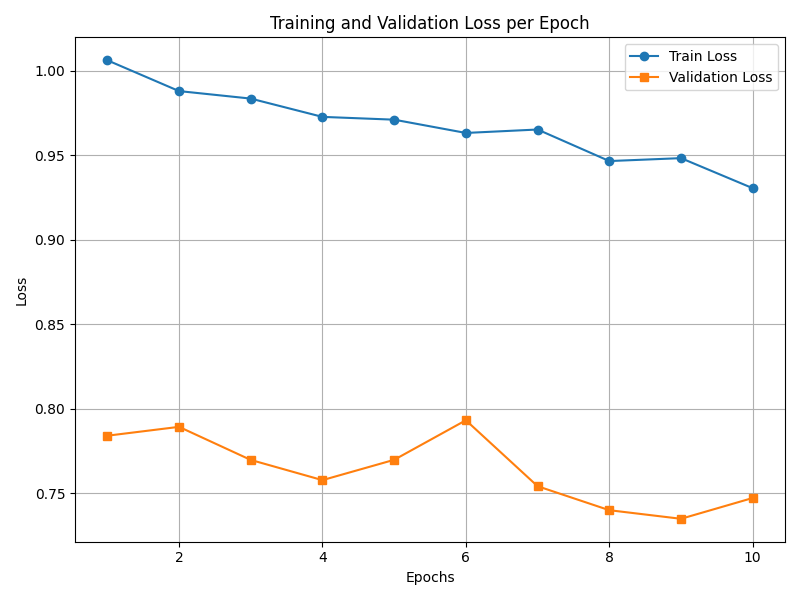 Training and Validation Loss per Epoch
Train Loss
Validation Loss
1.00
0.95
0.90
0.85
0.80
0.75
Loss
2 4 6 8 10
Epochs